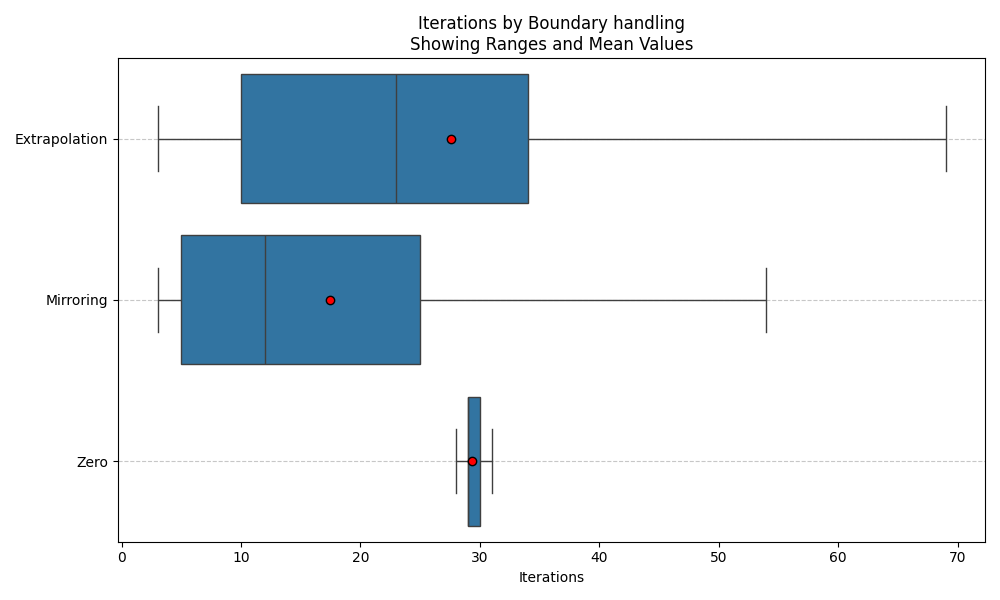 Iterations by Boundary handling
Showing Ranges and Mean Values
Extrapolation
Mirroring
Zero
0 10 20 30 40 50 60 70
Iterations